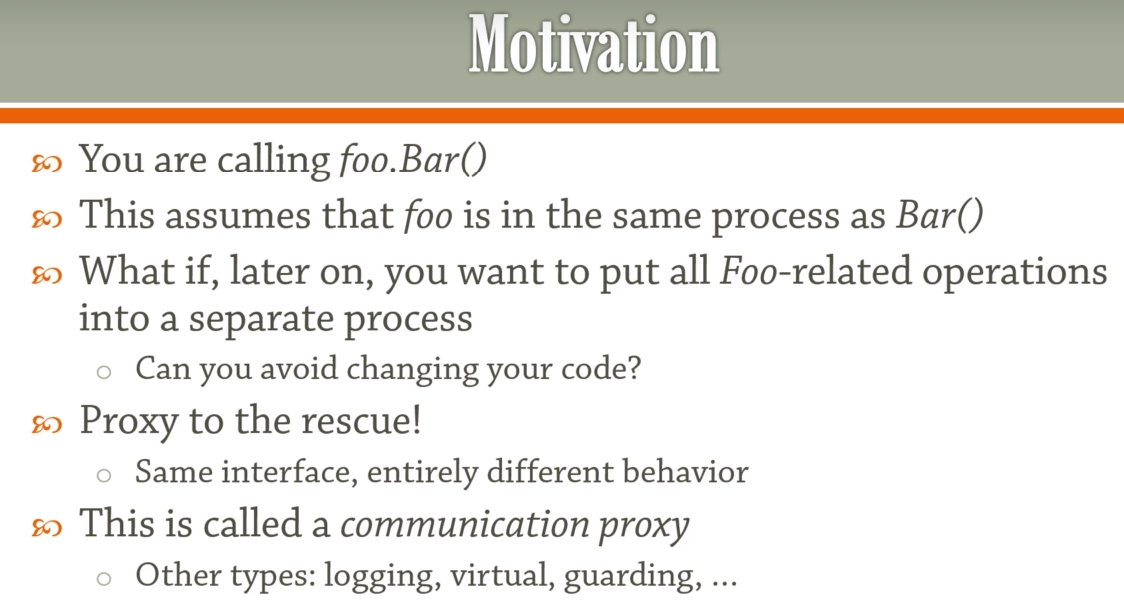 Motivation
You are calling foo.Bar()
This assumes that foo is in the same process as Bar()
What if, later on, you want to put all Foo-related operations
into a separate process
Can you avoid changing your code?
Proxy to the rescue!
Same interface, entirely different behavior
This is called a communication proxy
Other types: logging, virtual, guarding, …